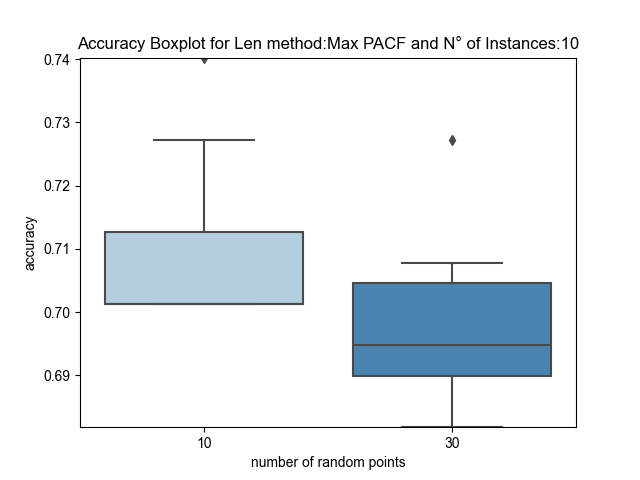 Accuracy Boxplot for Len method:Max PACF and N° of Instances:10
0.74
0.73
0.72
0.71
0.70
0.69
accuracy
10 30
number of random points